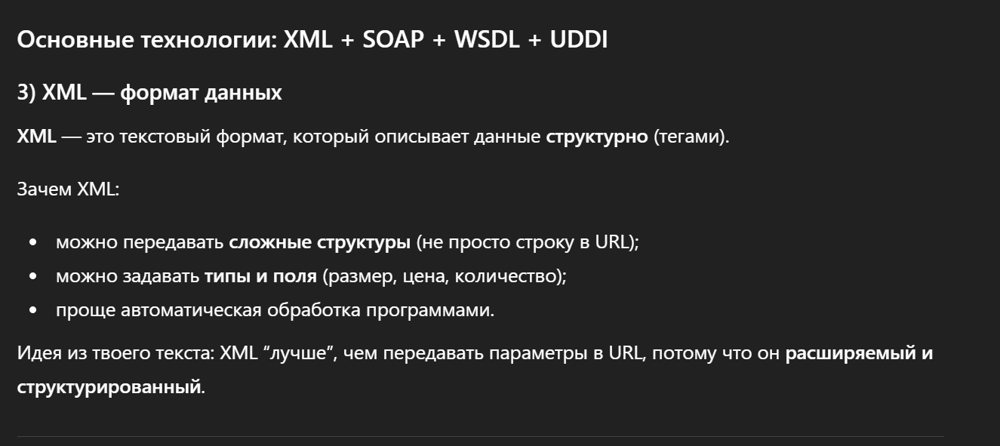 Основные технологии: XML + SOAP + WSDL + UDDI
3) XML — формат данных
XML — это текстовый формат, который описывает данные структурно (тегами).
Зачем XML:
• можно передавать сложные структуры (не просто строку в URL);
• можно задавать типы и поля (размер, цена, количество);
• проще автоматическая обработка программами.
Идея из твоего текста: XML “лучше”, чем передавать параметры в URL, потому что он расширяемый и
структурированный.